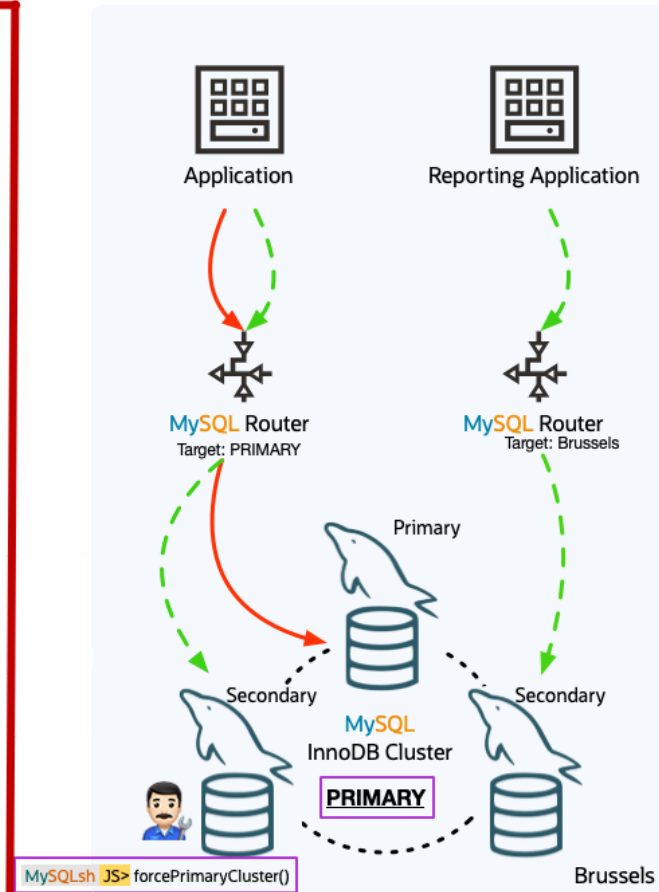 Application
Reporting Application
MySQL Router
Target: PRIMARY
MySQL Router
Target: Brussels
Primary
Secondary
Secondary
MySQL
InnoDB Cluster
PRIMARY
MySQLsh JS> forcePrimaryCluster()
Brussels